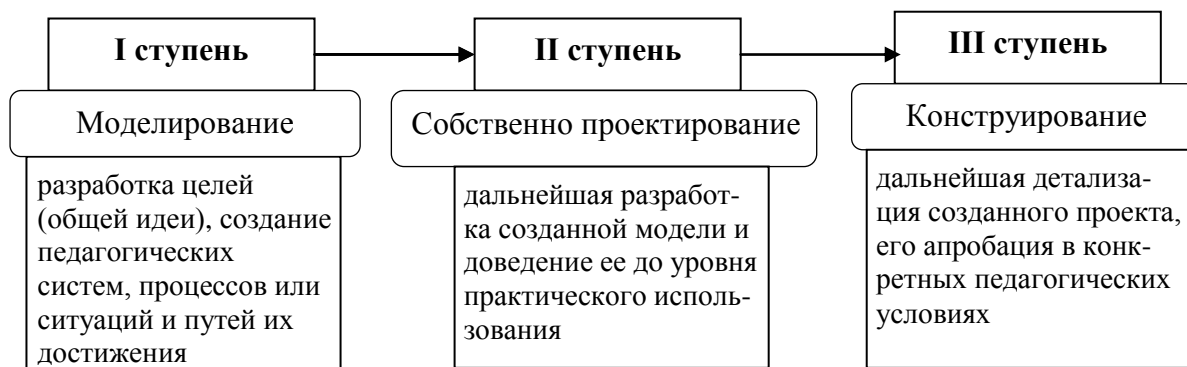 I ступень
Моделирование
разработка целей
(общей идеи), создание
педагогических
систем, процессов или
ситуаций и путей их
достижения
II ступень
Собственно проектирование
дальнейшая разработ-
ка созданной модели и
доведение ее до уровня
практического исполь-
зования
III ступень
Конструирование
дальнейшая детализа-
ция созданного проекта,
его апробация в конк-
ретных педагогических
условиях